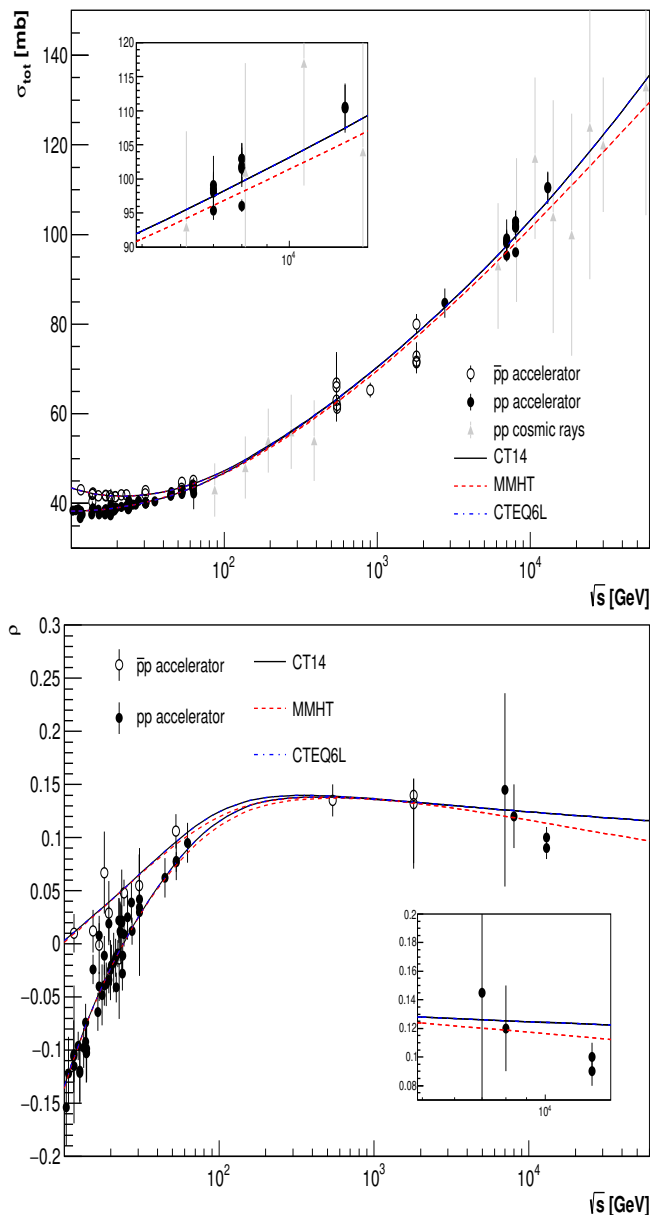 σtot [mb]
140
120
100
80
60
40
120
115
110
105
100
95
90
10⁴
p̅p accelerator
pp accelerator
pp cosmic rays
CT14
MMHT
CTEQ6L
10² 10³ 10⁴
√s [GeV]
ρ
0.3
0.25
0.2
0.15
0.1
0.05
0
−0.05
−0.1
−0.15
−0.2
p̅p accelerator
pp accelerator
CT14
MMHT
CTEQ6L
0.2
0.18
0.16
0.14
0.12
0.1
0.08
10⁴
10² 10³ 10⁴
√s [GeV]